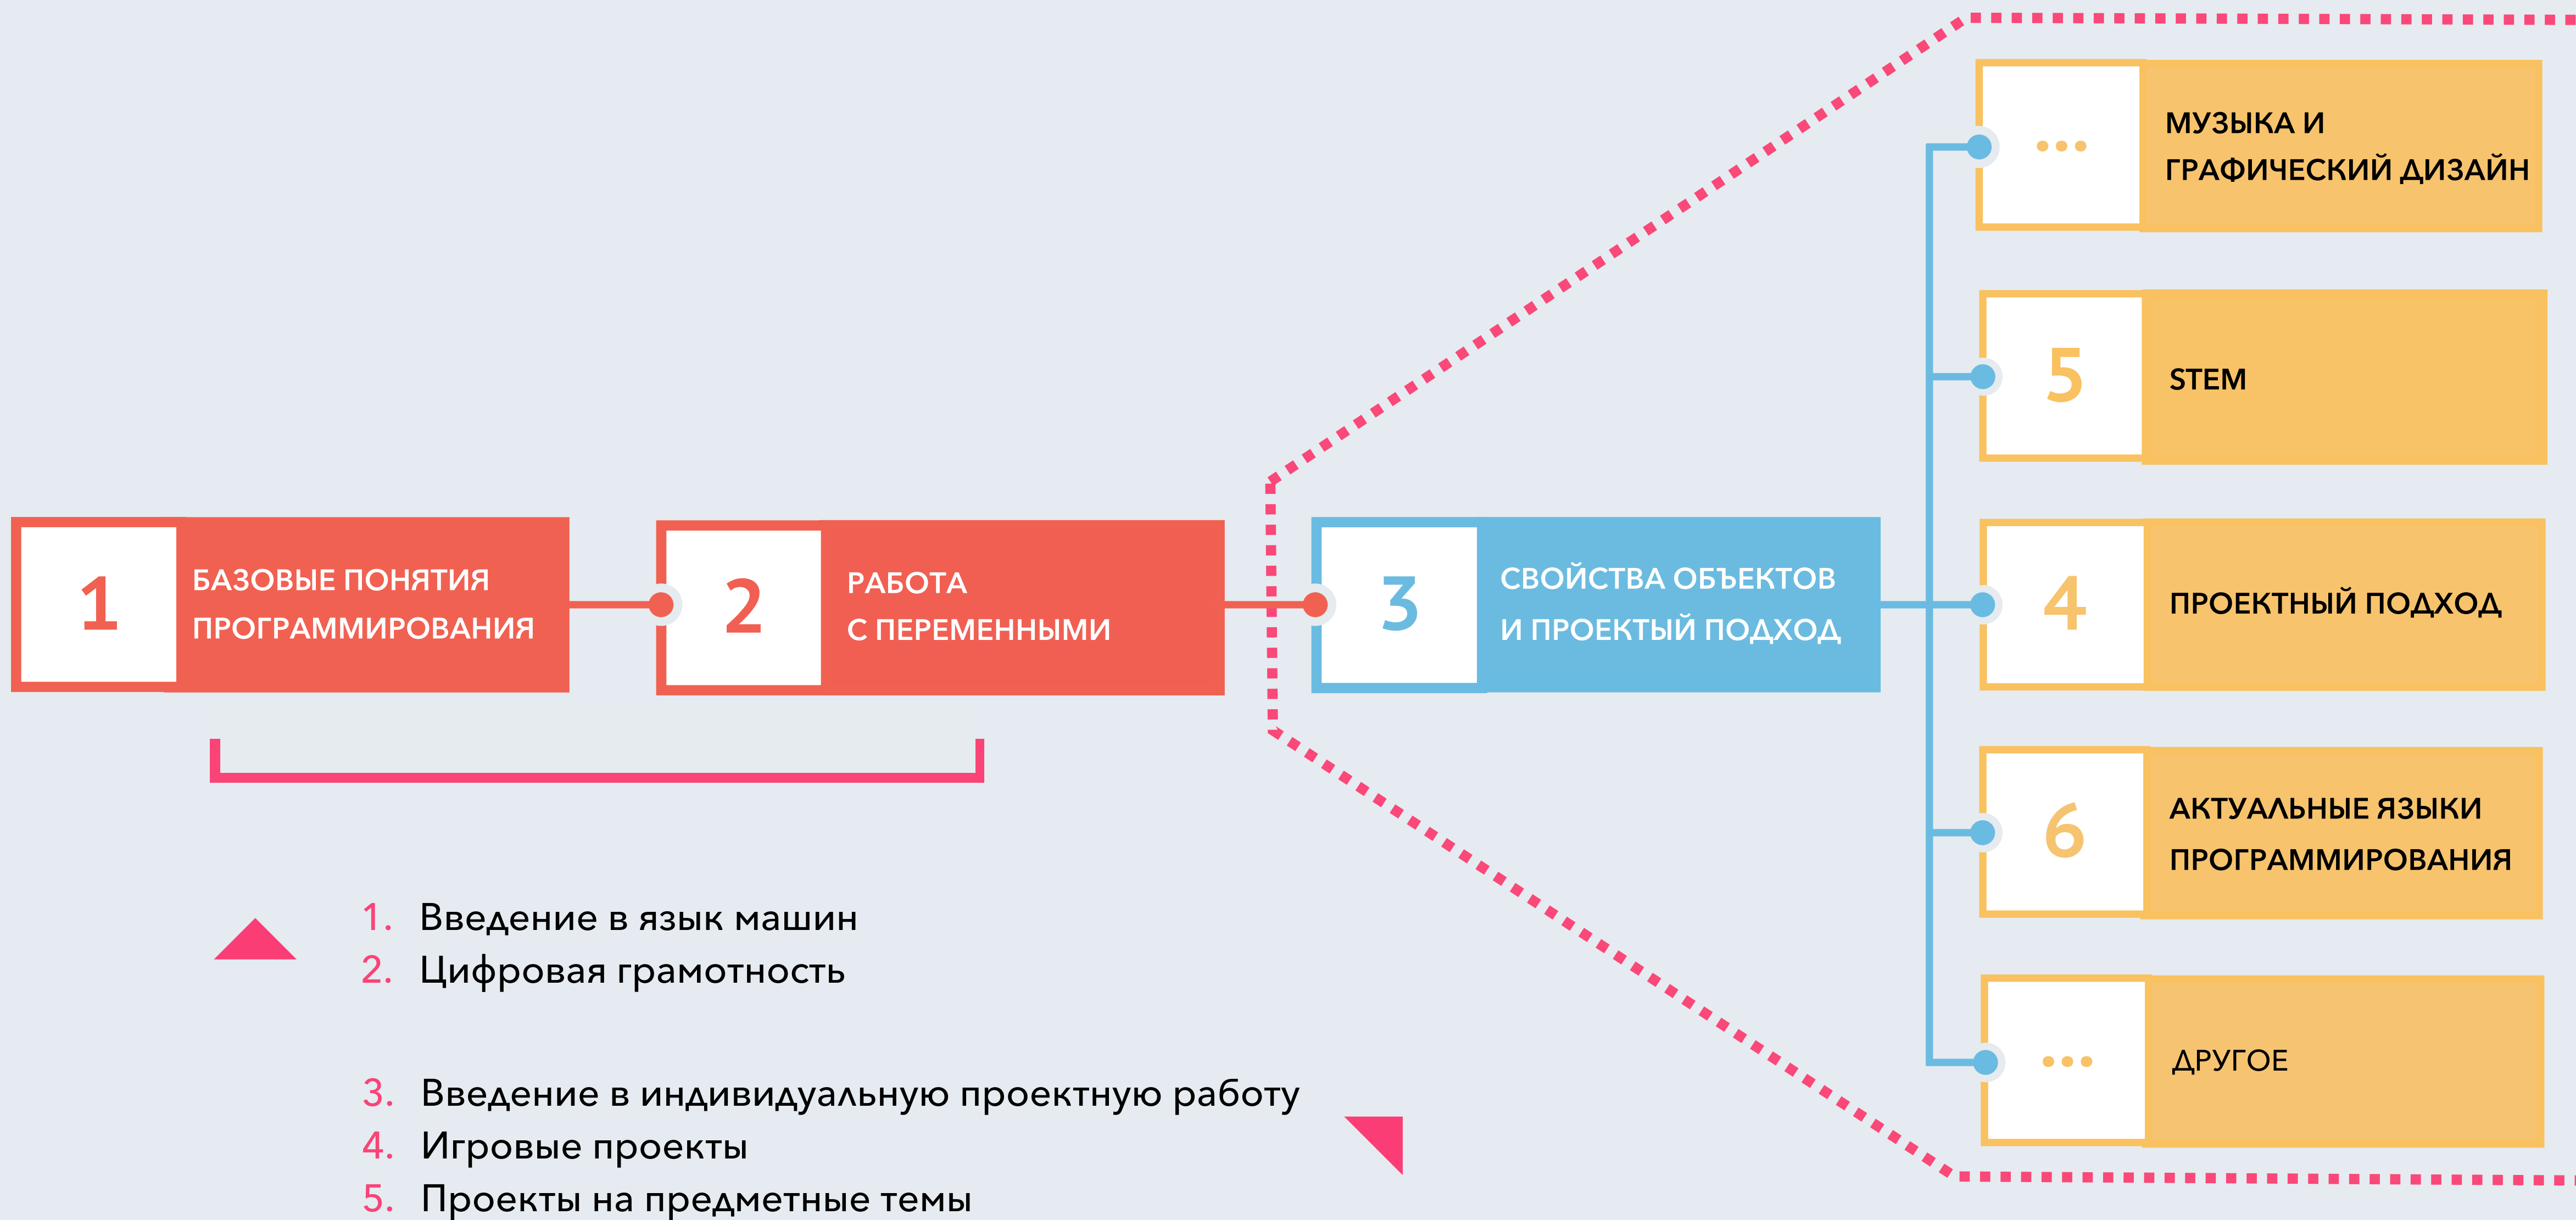 ...
МУЗЫКА И
ГРАФИЧЕСКИЙ ДИЗАЙН
5
STEM
1
БАЗОВЫЕ ПОНЯТИЯ
ПРОГРАММИРОВАНИЯ
2
РАБОТА
С ПЕРЕМЕННЫМИ
3
СВОЙСТВА ОБЪЕКТОВ
И ПРОЕКТЫЙ ПОДХОД
4
ПРОЕКТНЫЙ ПОДХОД
6
АКТУАЛЬНЫЕ ЯЗЫКИ
ПРОГРАММИРОВАНИЯ
...
ДРУГОЕ
1. Введение в язык машин
2. Цифровая грамотность
3. Введение в индивидуальную проектную работу
4. Игровые проекты
5. Проекты на предметные темы